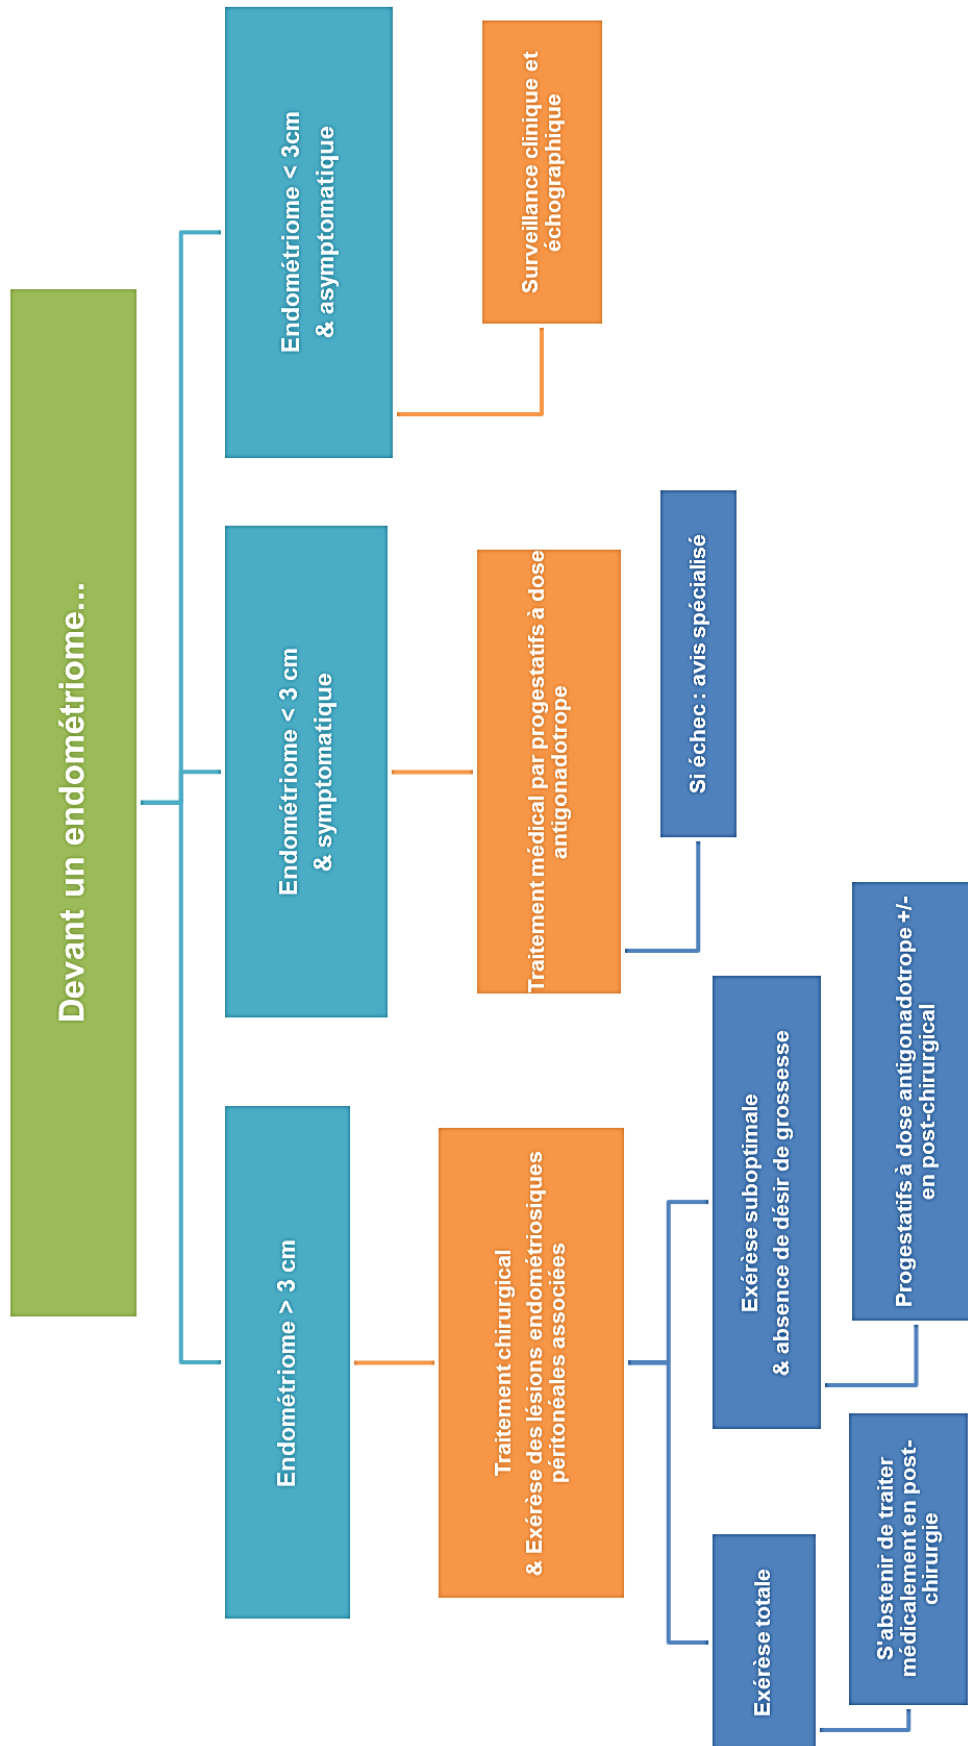 Devant un endométriome...
Endométriome > 3 cm
Traitement chirurgical
& Exérèse des lésions endométriosiques
péritonéales associées
Exérèse totale
S'abstenir de traiter
médicalement en post-
chirurgie
Exérèse suboptimale
& absence de désir de grossesse
Progestatifs à dose antigonadotrope +/-
en post-chirurgical
Endométriome < 3 cm
& symptomatique
Traitement médical par progestatifs à dose
antigonadotrope
Si échec : avis spécialisé
Endométriome < 3cm
& asymptomatique
Surveillance clinique et
échographique